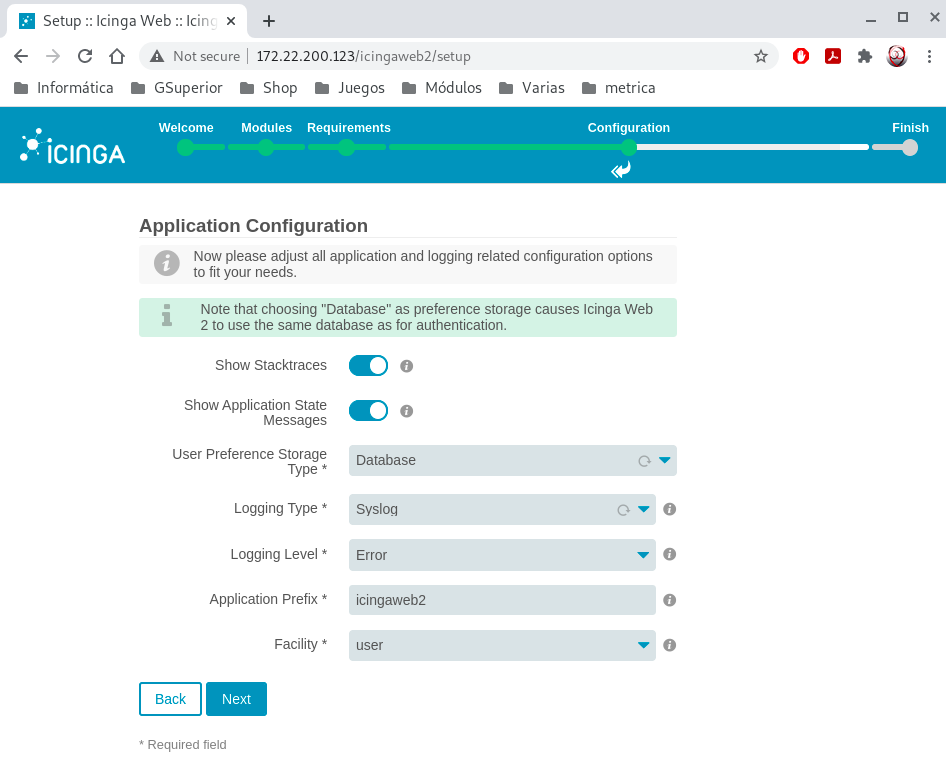 Setup :: Icinga Web :: Icing
Not secure
172.22.200.123/icingaweb2/setup
Informática
GSuperior
Shop
Juegos
Módulos
Varias
metrica
ICINGA
Welcome
Modules
Requirements
Configuration
Finish
Application Configuration
Now please adjust all application and logging related configuration options
to fit your needs.
Note that choosing "Database" as preference storage causes Icinga Web
2 to use the same database as for authentication.
Show Stacktraces
Show Application State
Messages
User Preference Storage
Type *
Database
Logging Type *
Syslog
Logging Level *
Error
Application Prefix *
icingaweb2
Facility *
user
Back
Next
* Required field